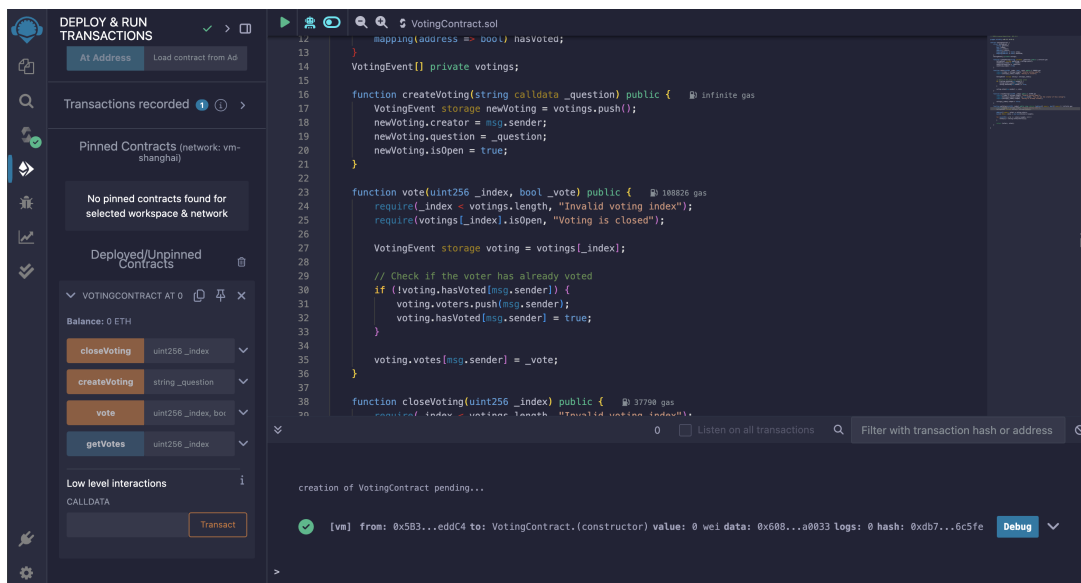 DEPLOY & RUN
TRANSACTIONS
At Address Load contract from Ad
Transactions recorded 1 i
Pinned Contracts (network: vm-
shanghai)
No pinned contracts found for
selected workspace & network
Deployed/Unpinned
Contracts
VOTINGCONTRACT AT 0
Balance: 0 ETH
closeVoting uint256 _index
createVoting string _question
vote uint256 _index, boo
getVotes uint256 _index
Low level interactions i
CALLDATA
Transact
VotingContract.sol
12 mapping(address => bool) hasVoted;
13 }
14 VotingEvent[] private votings;
15
16 function createVoting(string calldata _question) public { infinite gas
17 VotingEvent storage newVoting = votings.push();
18 newVoting.creator = msg.sender;
19 newVoting.question = _question;
20 newVoting.isOpen = true;
21 }
22
23 function vote(uint256 _index, bool _vote) public { 108826 gas
24 require(_index < votings.length, "Invalid voting index");
25 require(votings[_index].isOpen, "Voting is closed");
26
27 VotingEvent storage voting = votings[_index];
28
29 // Check if the voter has already voted
30 if (!voting.hasVoted[msg.sender]) {
31 voting.voters.push(msg.sender);
32 voting.hasVoted[msg.sender] = true;
33 }
34
35 voting.votes[msg.sender] = _vote;
36 }
37
38 function closeVoting(uint256 _index) public { 37790 gas
39 require(_index < votings.length, "Invalid voting index");
0 Listen on all transactions Filter with transaction hash or address
creation of VotingContract pending...
[vm] from: 0x5B3...eddC4 to: VotingContract.(constructor) value: 0 wei data: 0x608...a0033 logs: 0 hash: 0xdb7...6c5fe Debug
>